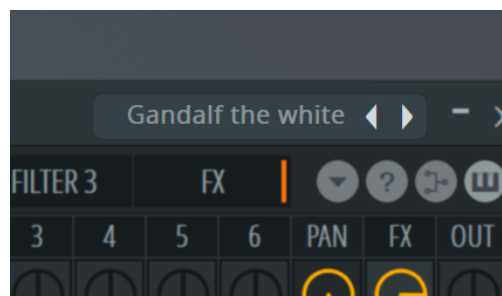 Gandalf the white
FILTER 3 FX
?
3 4 5 6 PAN FX OUT